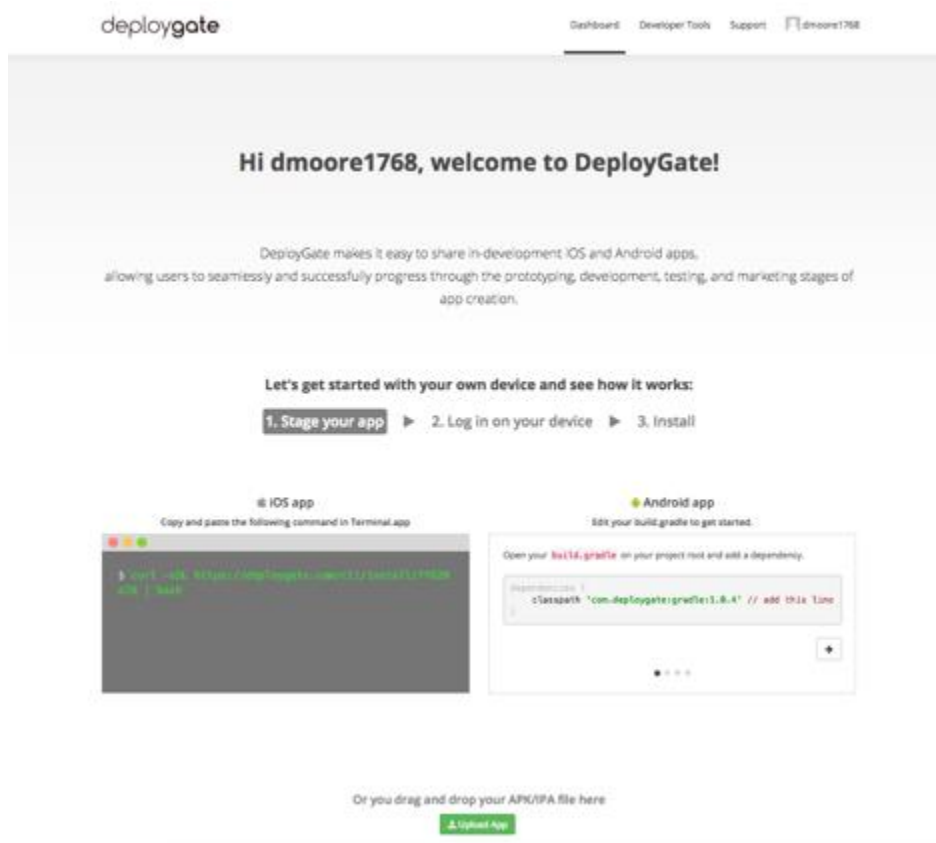 deploygate
Dashboard Developer Tools Support dmoore1768
Hi dmoore1768, welcome to DeployGate!
DeployGate makes it easy to share in-development iOS and Android apps,
allowing users to seamlessly and successfully progress through the prototyping, development, testing, and marketing stages of
app creation.
Let's get started with your own device and see how it works:
1. Stage your app ▶ 2. Log in on your device ▶ 3. Install
iOS app
Copy and paste the following command in Terminal.app
$ curl -sSL
| bash
Android app
Edit your build.gradle to get started.
Open your build.gradle on your project root and add a dependency.
dependencies {
classpath 'com.deploygate:gradle:1.0.4' // add this line
}
Or you drag and drop your APK/IPA file here
Upload App